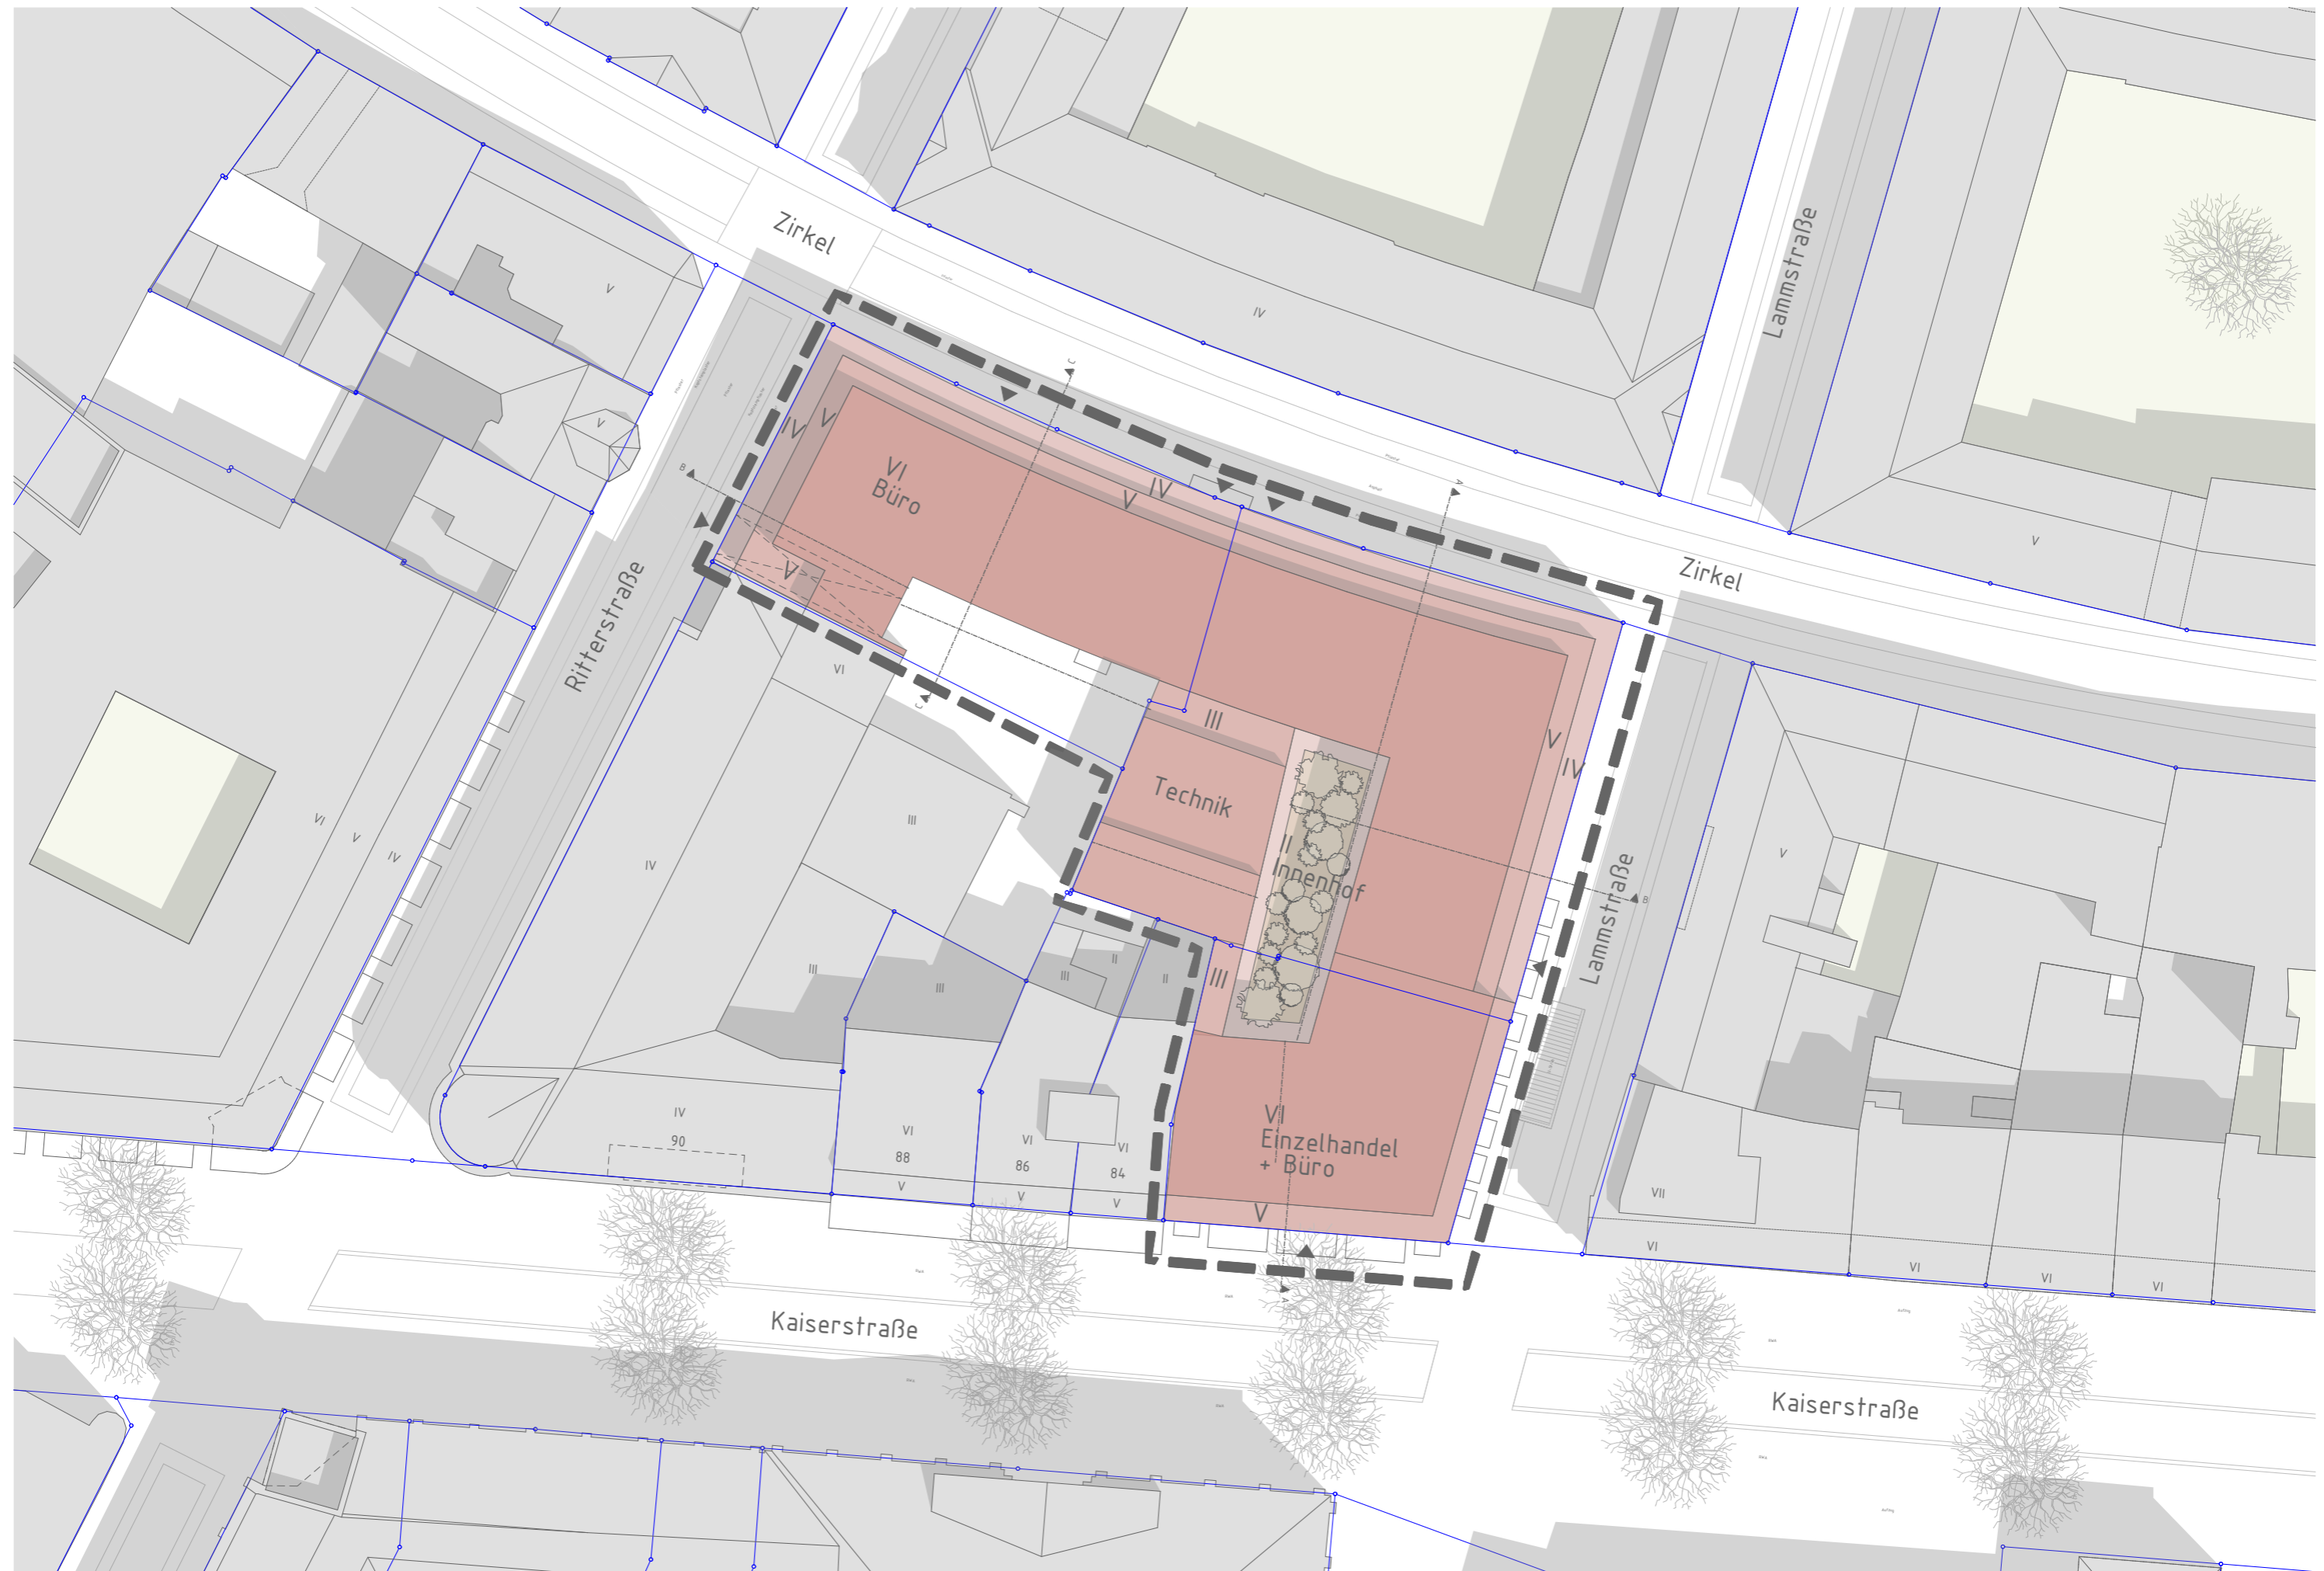 Zirkel
Lammstraße
IV
V
V
V
C
A
B
IV
V
VI
Büro
IV
V
V
Zirkel
Ritterstraße
VI
III
V
IV
Technik
II
Innenhof
III
IV
VI
V
IV
III
III
III
II
II
III
B
Lammstraße
V
VI
Einzelhandel
+ Büro
V
IV
90
VI
88
V
VI
86
V
VI
84
V
VII
VI
VI
VI
VI
A
Kaiserstraße
Kaiserstraße